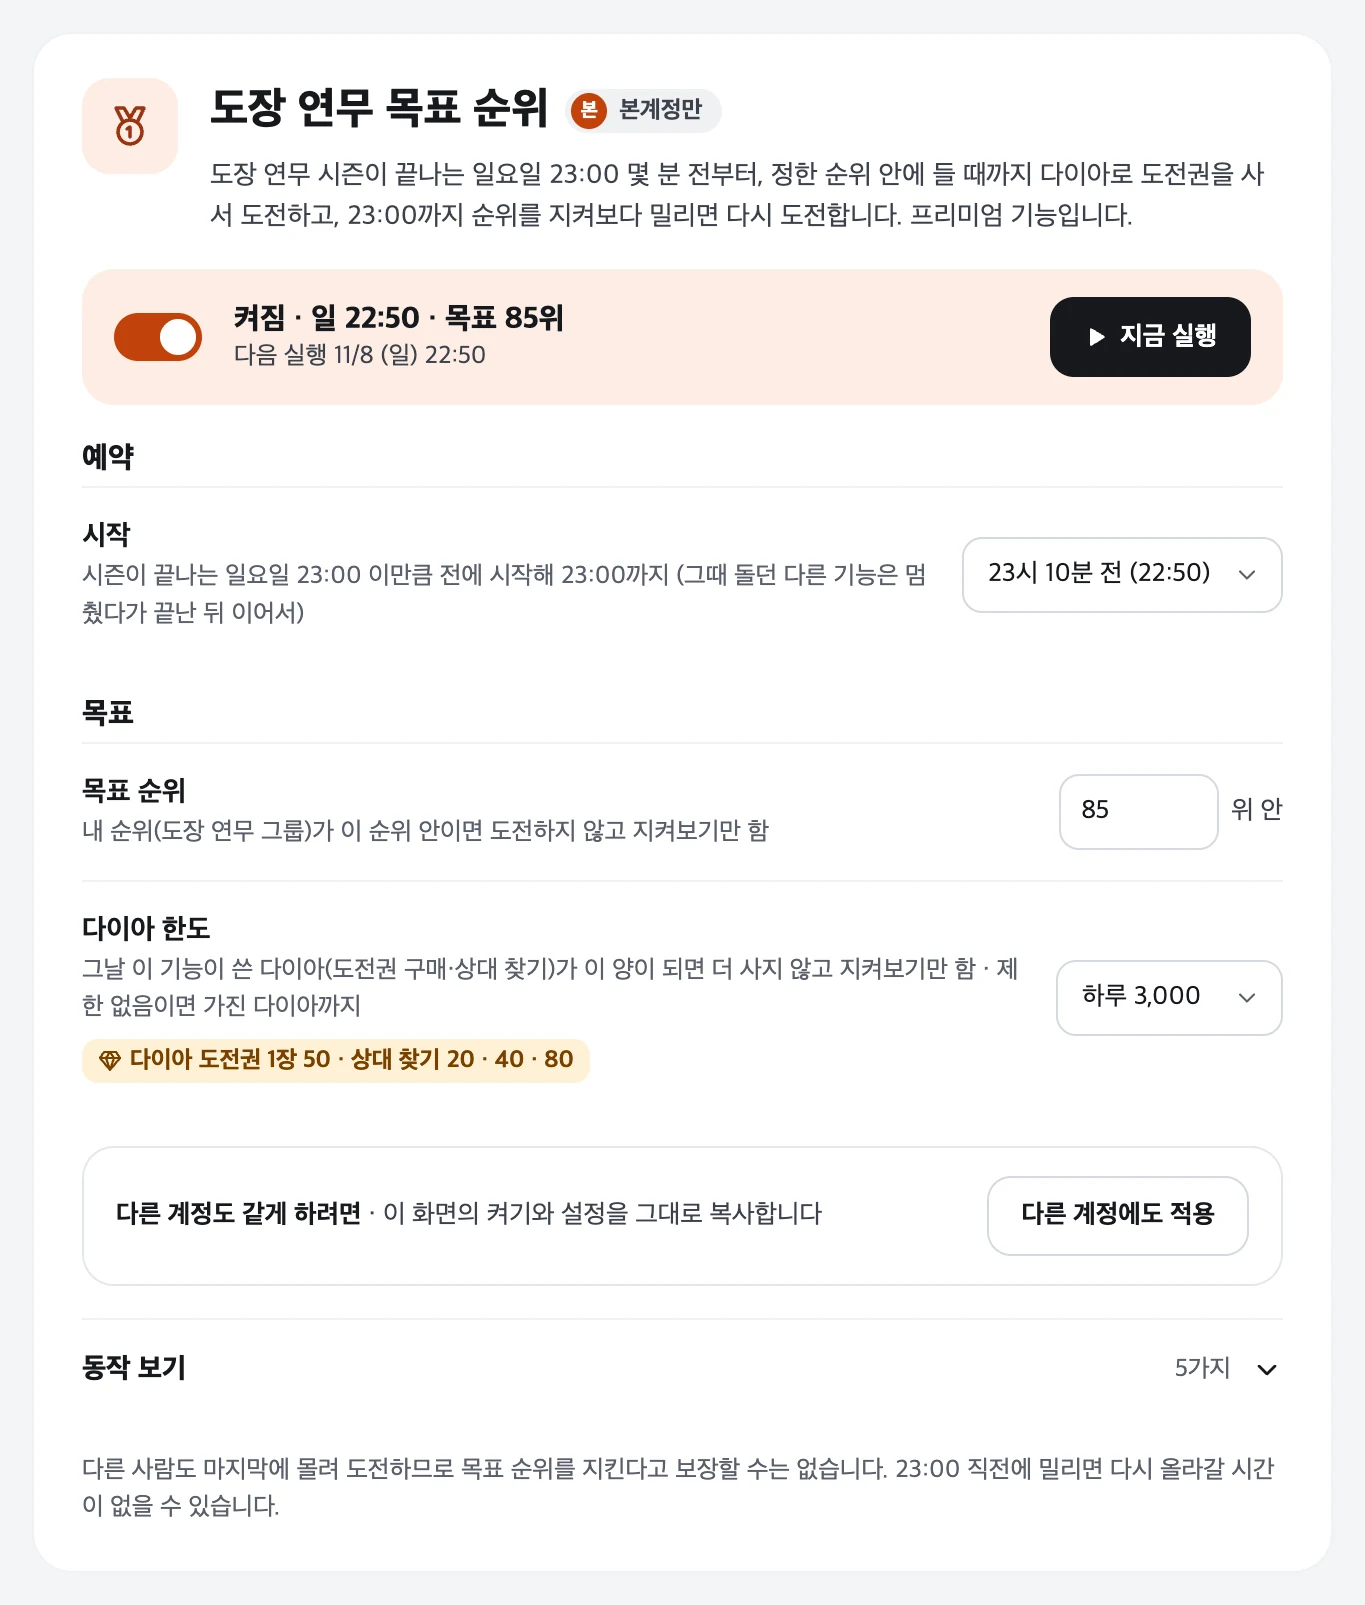 도장 연무 목표 순위
본 본계정만
도장 연무 시즌이 끝나는 일요일 23:00 몇 분 전부터, 정한 순위 안에 들 때까지 다이아로 도전권을 사
서 도전하고, 23:00까지 순위를 지켜보다 밀리면 다시 도전합니다. 프리미엄 기능입니다.
켜짐 · 일 22:50 · 목표 85위
다음 실행 11/8 (일) 22:50
지금 실행
예약
시작
시즌이 끝나는 일요일 23:00 이만큼 전에 시작해 23:00까지 (그때 돌던 다른 기능은 멈
췄다가 끝난 뒤 이어서)
23시 10분 전 (22:50)
목표
목표 순위
내 순위(도장 연무 그룹)가 이 순위 안이면 도전하지 않고 지켜보기만 함
85 위 안
다이아 한도
그날 이 기능이 쓴 다이아(도전권 구매·상대 찾기)가 이 양이 되면 더 사지 않고 지켜보기만 함 · 제
한 없음이면 가진 다이아까지
하루 3,000
다이아 도전권 1장 50 · 상대 찾기 20 · 40 · 80
다른 계정도 같게 하려면 · 이 화면의 켜기와 설정을 그대로 복사합니다
다른 계정에도 적용
동작 보기
5가지
다른 사람도 마지막에 몰려 도전하므로 목표 순위를 지킨다고 보장할 수는 없습니다. 23:00 직전에 밀리면 다시 올라갈 시간
이 없을 수 있습니다.